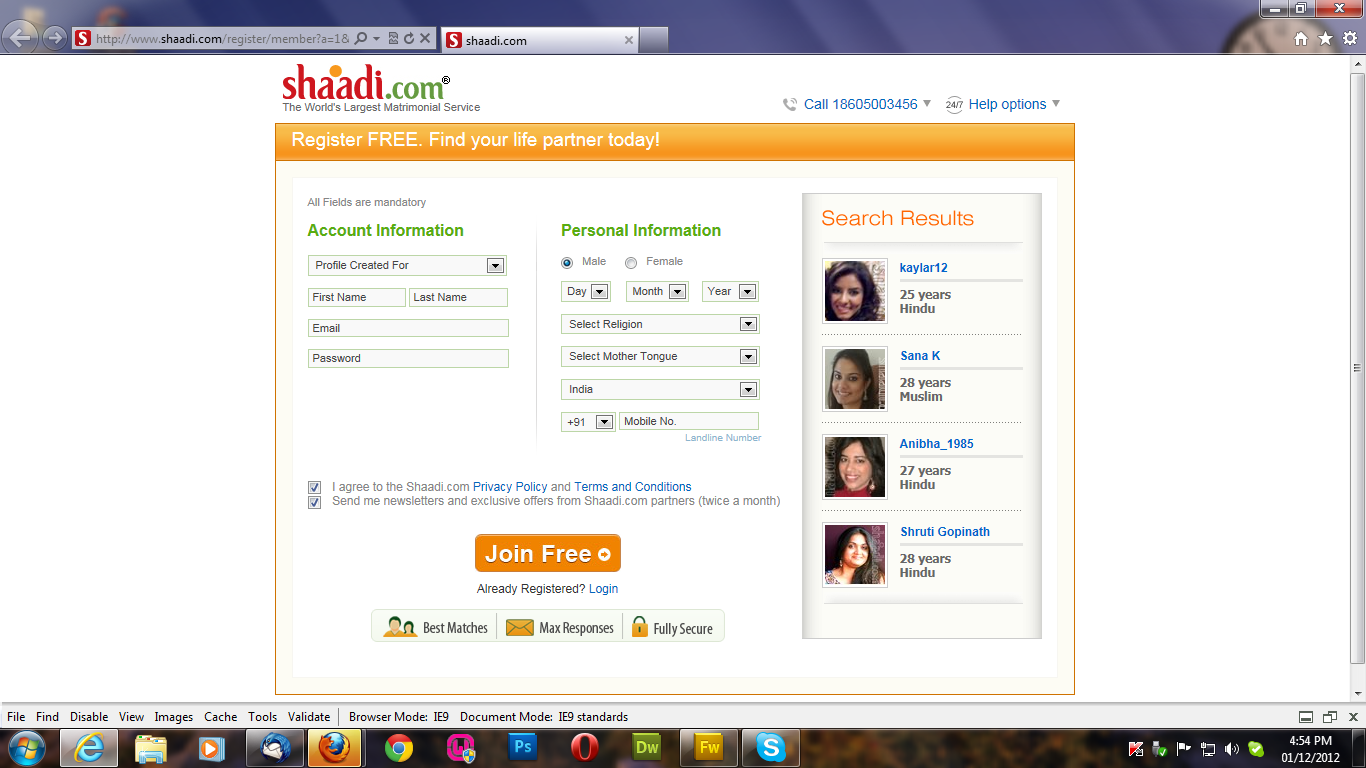 http://www.shaadi.com/register/member?a=1&
shaadi.com
shaadi.com®
The World's Largest Matrimonial Service
Call 18605003456
24/7 Help options
Register FREE. Find your life partner today!
All Fields are mandatory
Account Information
Profile Created For
First Name Last Name
Email
Password
Personal Information
Male Female
Day Month Year
Select Religion
Select Mother Tongue
India
+91 Mobile No.
Landline Number
I agree to the Shaadi.com Privacy Policy and Terms and Conditions
Send me newsletters and exclusive offers from Shaadi.com partners (twice a month)
Join Free
Already Registered? Login
Best Matches Max Responses Fully Secure
Search Results
kaylar12
25 years
Hindu
Sana K
28 years
Muslim
Anibha_1985
27 years
Hindu
Shruti Gopinath
28 years
Hindu
File Find Disable View Images Cache Tools Validate Browser Mode: IE9 Document Mode: IE9 standards
Ps Dw Fw
4:54 PM
01/12/2012